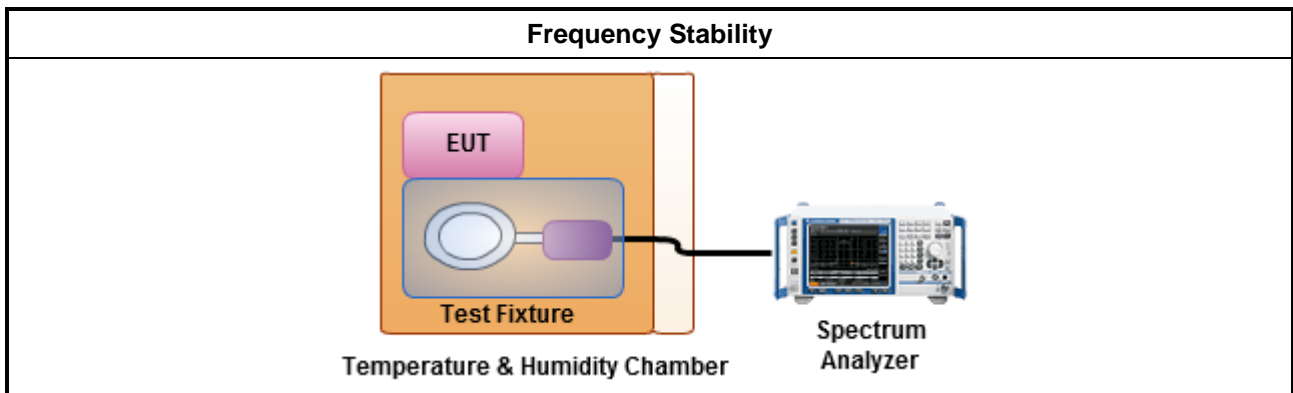 Frequency Stability
EUT
Test Fixture
Temperature & Humidity Chamber
Spectrum
Analyzer